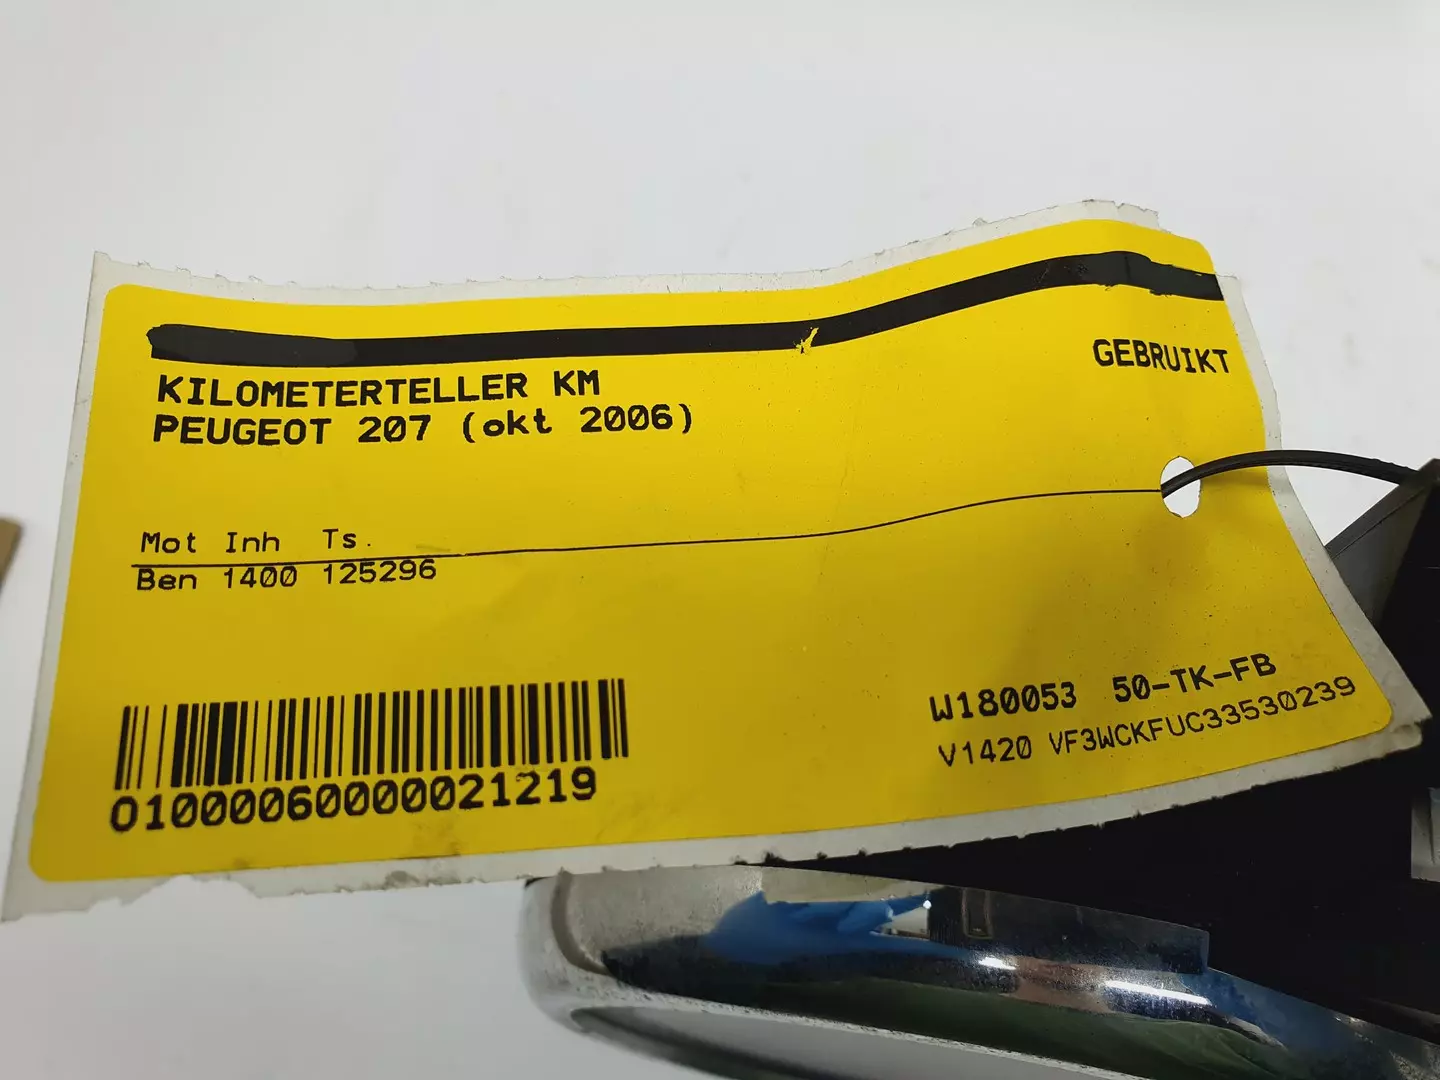 KILOMETERTELLER KM
GEBRUIKT
PEUGEOT 207 (okt 2006)
Mot Inh Ts.
Ben 1400 125296
W180053 50-TK-FB
V1420 VF3WCKFUC33530239
01000060000021219